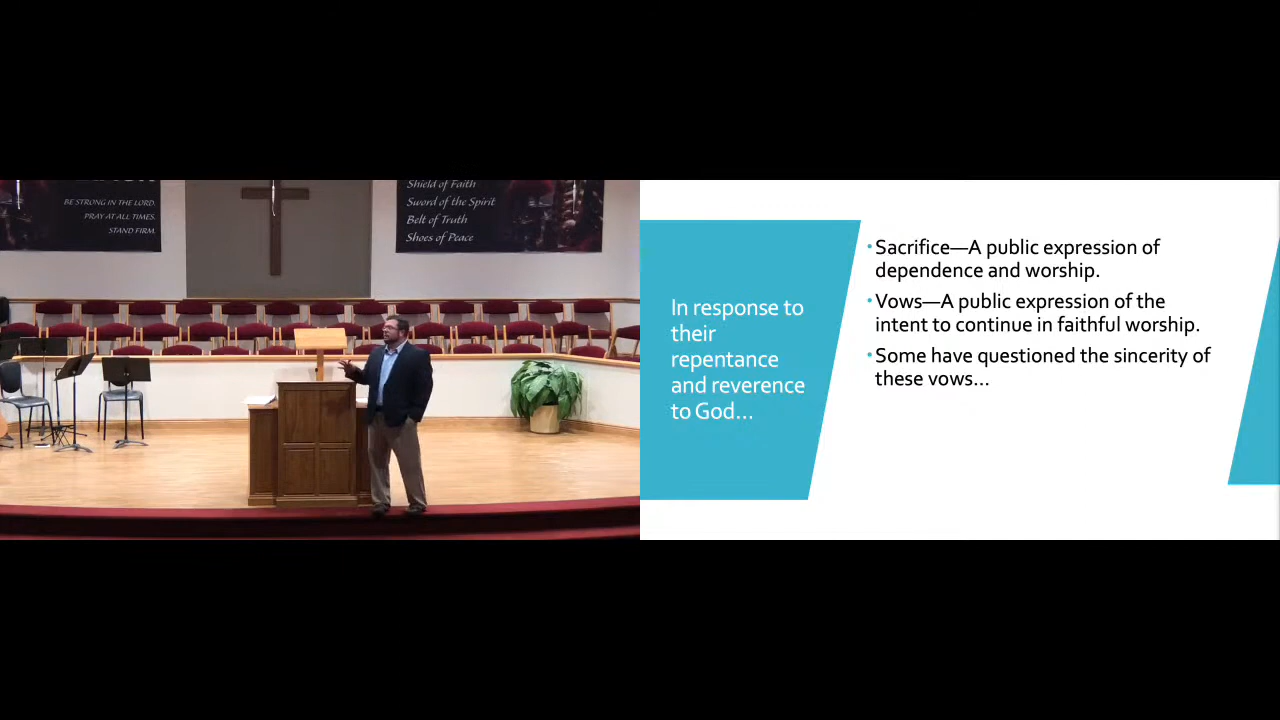 BE STRONG IN THE LORD.
PRAY AT ALL TIMES.
STAND FIRM.
Shield of Faith
Sword of the Spirit
Belt of Truth
Shoes of Peace
In response to
their
repentance
and reverence
to God...
•Sacrifice—A public expression of
dependence and worship.
•Vows—A public expression of the
intent to continue in faithful worship.
•Some have questioned the sincerity of
these vows...